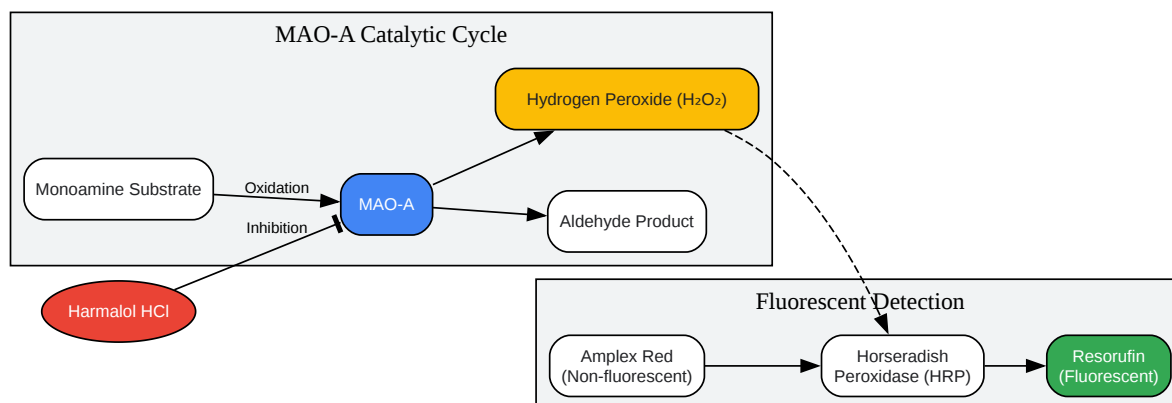 MAO-A Catalytic Cycle
Hydrogen Peroxide (H₂O₂)
Monoamine Substrate
Oxidation
MAO-A
Aldehyde Product
Inhibition
Harmalol HCl
Fluorescent Detection
Amplex Red
(Non-fluorescent)
Horseradish
Peroxidase (HRP)
Resorufin
(Fluorescent)